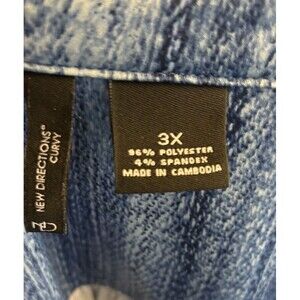 NEW DIRECTIONS®
CURVY
3X
96% POLYESTER
4% SPANDEX
MADE IN CAMBODIA